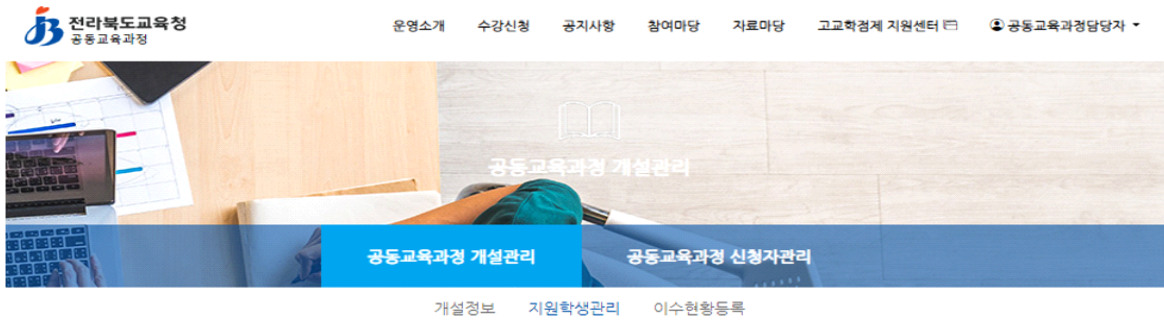 전라북도교육청
공동교육과정
운영소개 수강신청 공지사항 참여마당 자료마당 고교학점제 지원센터 공동교육과정담당자
공동교육과정 개설관리
공동교육과정 개설관리 공동교육과정 신청자관리
개설정보 지원학생관리 이수현황등록